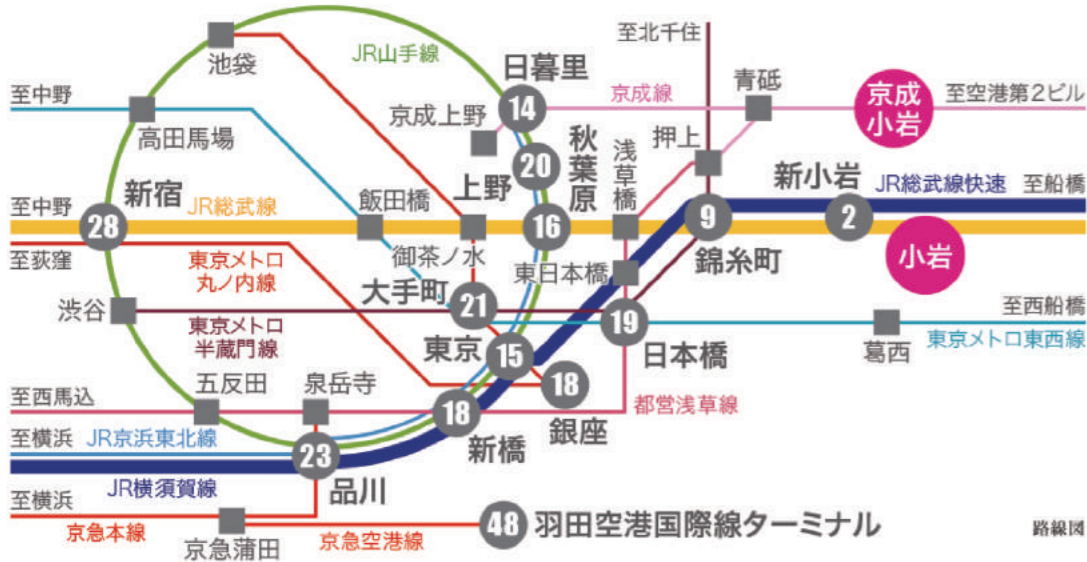 至北千住
池袋
JR山手線
日暮里
青砥
至中野
京成上野
14
京成線
京成
小岩
至空港第2ビル
高田馬場
20
秋葉原
浅草橋
押上
新小岩
新宿
上野
JR総武線快速
至船橋
至中野
JR総武線
飯田橋
28
16
9
2
至荻窪
東京メトロ
丸ノ内線
御茶ノ水
東日本橋
錦糸町
小岩
大手町
渋谷
21
19
至西船橋
東京メトロ
半蔵門線
東京
15
日本橋
葛西
東京メトロ東西線
五反田
泉岳寺
18
至西馬込
18
銀座
都営浅草線
至横浜
JR京浜東北線
新橋
23
JR横須賀線
品川
至横浜
京急本線
京急蒲田
京急空港線
48
羽田空港国際線ターミナル
路線図